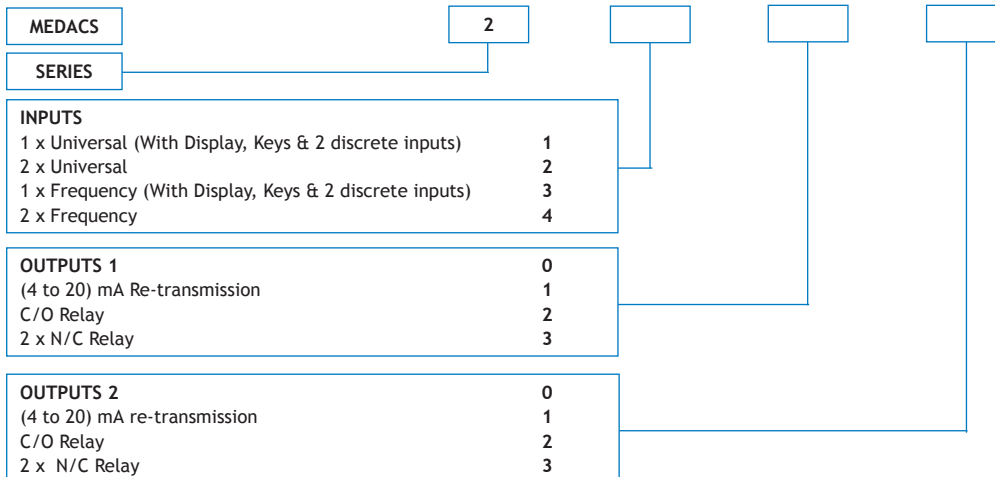 MEDACS 2
SERIES
INPUTS
1 x Universal (With Display, Keys & 2 discrete inputs) 1
2 x Universal 2
1 x Frequency (With Display, Keys & 2 discrete inputs) 3
2 x Frequency 4
OUTPUTS 1 0
(4 to 20) mA Re-transmission 1
C/O Relay 2
2 x N/C Relay 3
OUTPUTS 2 0
(4 to 20) mA re-transmission 1
C/O Relay 2
2 x N/C Relay 3